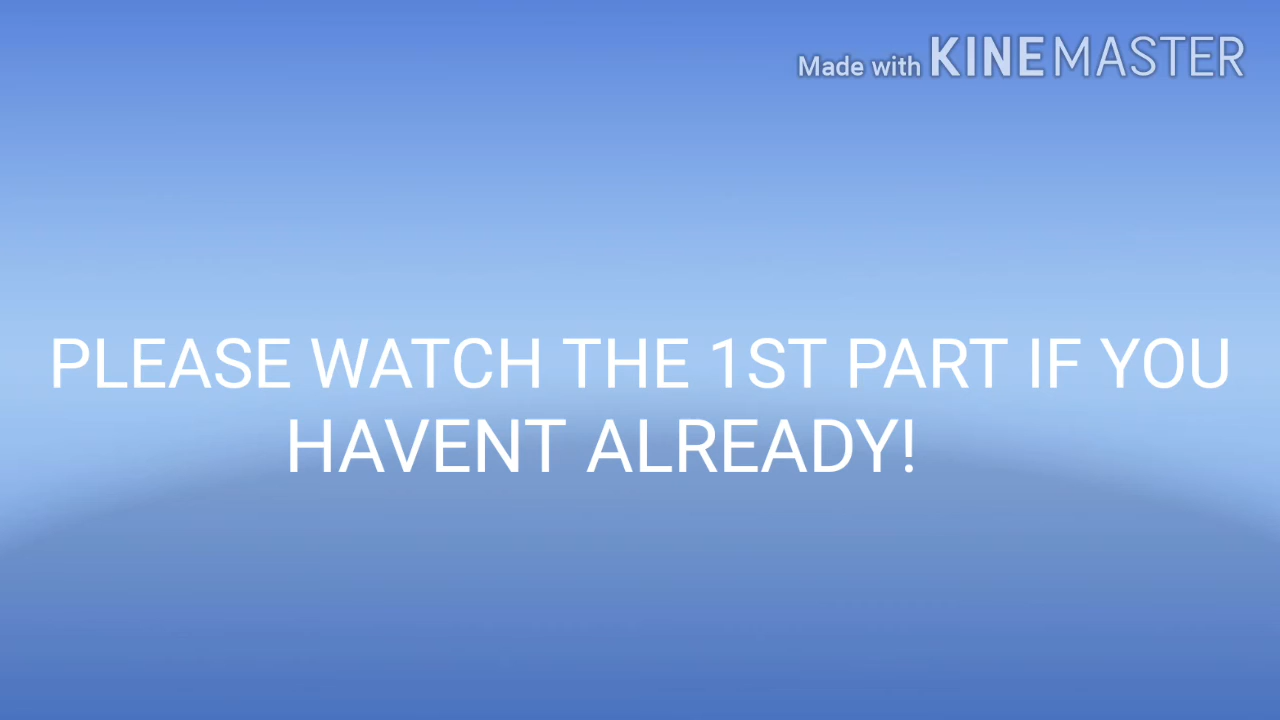 Made with KINEMASTER
PLEASE WATCH THE 1ST PART IF YOU
HAVENT ALREADY!